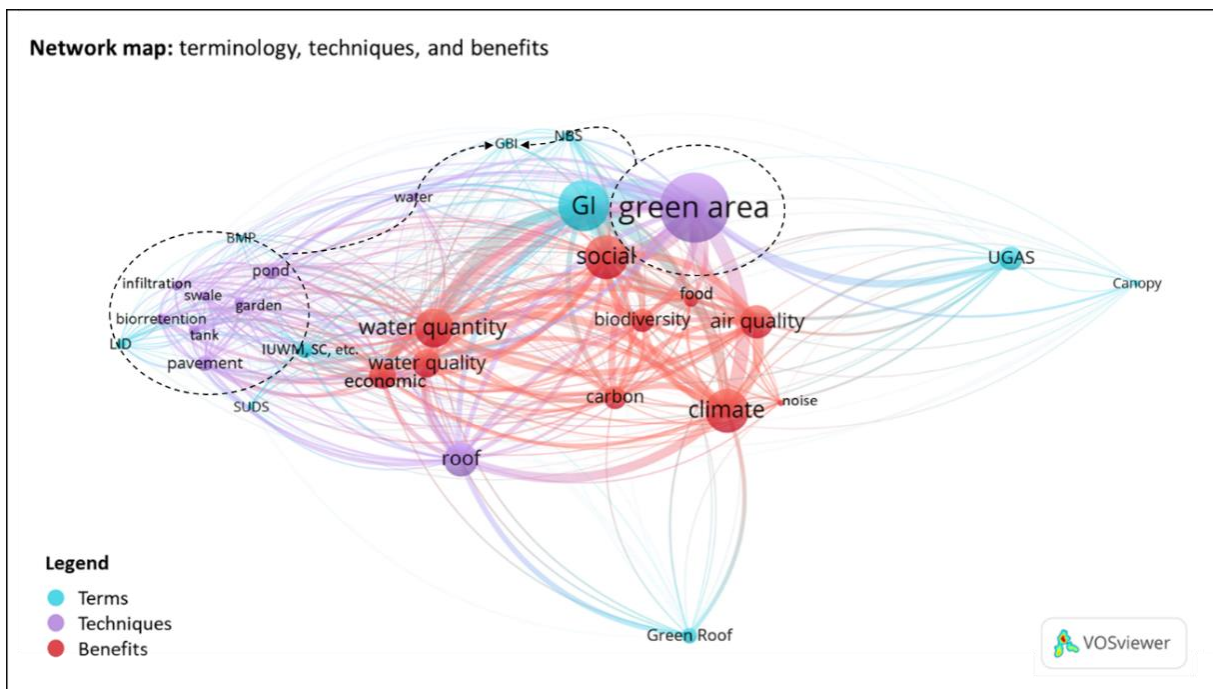 Network map: terminology, techniques, and benefits
GBI
NBS
water
GI
green area
BMP
social
UGAS
pond
infiltration
swale
garden
food
Canopy
biorretention
tank
water quantity
biodiversity
air quality
LID
IUWM, SC, etc.
pavement
water quality
economic
carbon
noise
SUDS
climate
roof
Legend
Terms
Techniques
Benefits
Green Roof
VOSviewer